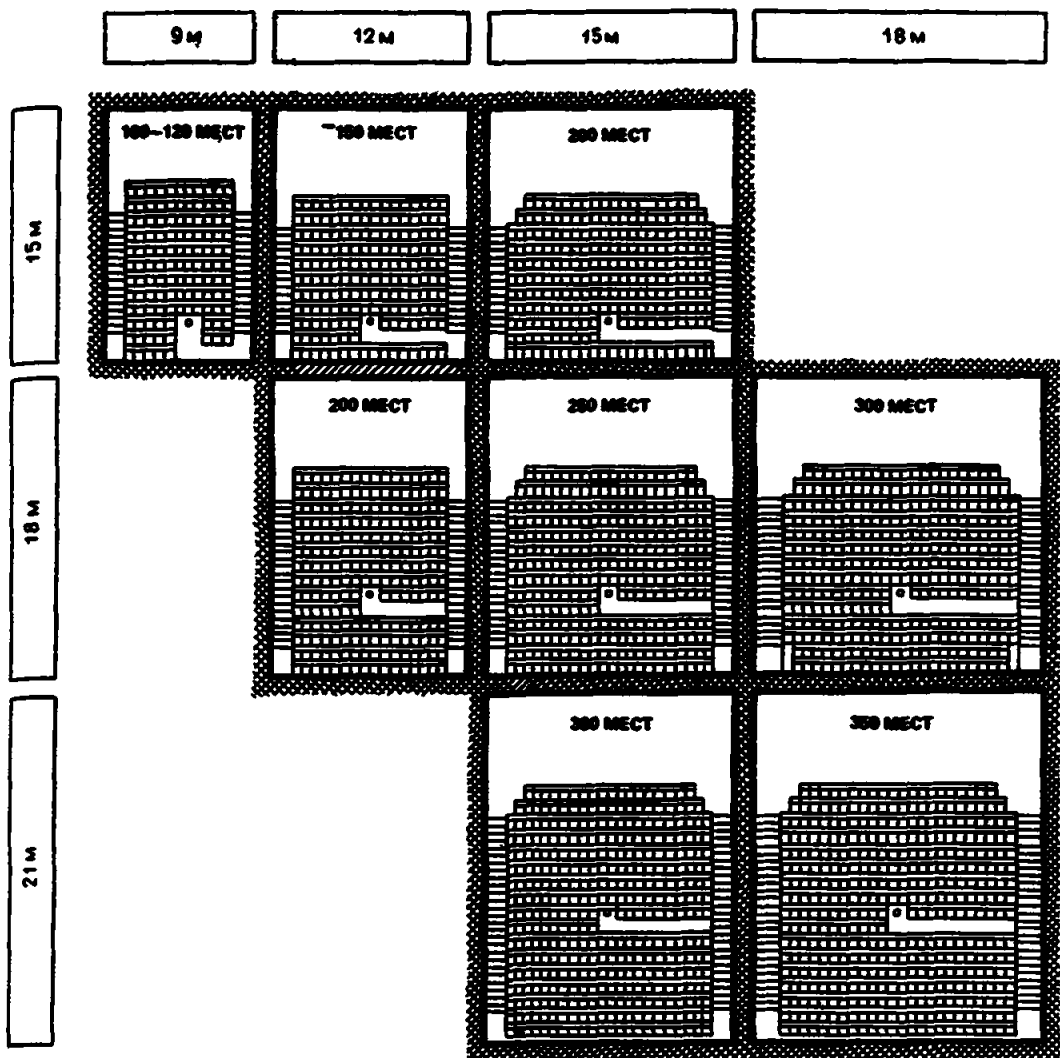 9 м
12 м
15 м
18 м
15 м
100–120 МЕСТ
150 МЕСТ
200 МЕСТ
18 м
200 МЕСТ
250 МЕСТ
300 МЕСТ
21 м
300 МЕСТ
350 МЕСТ